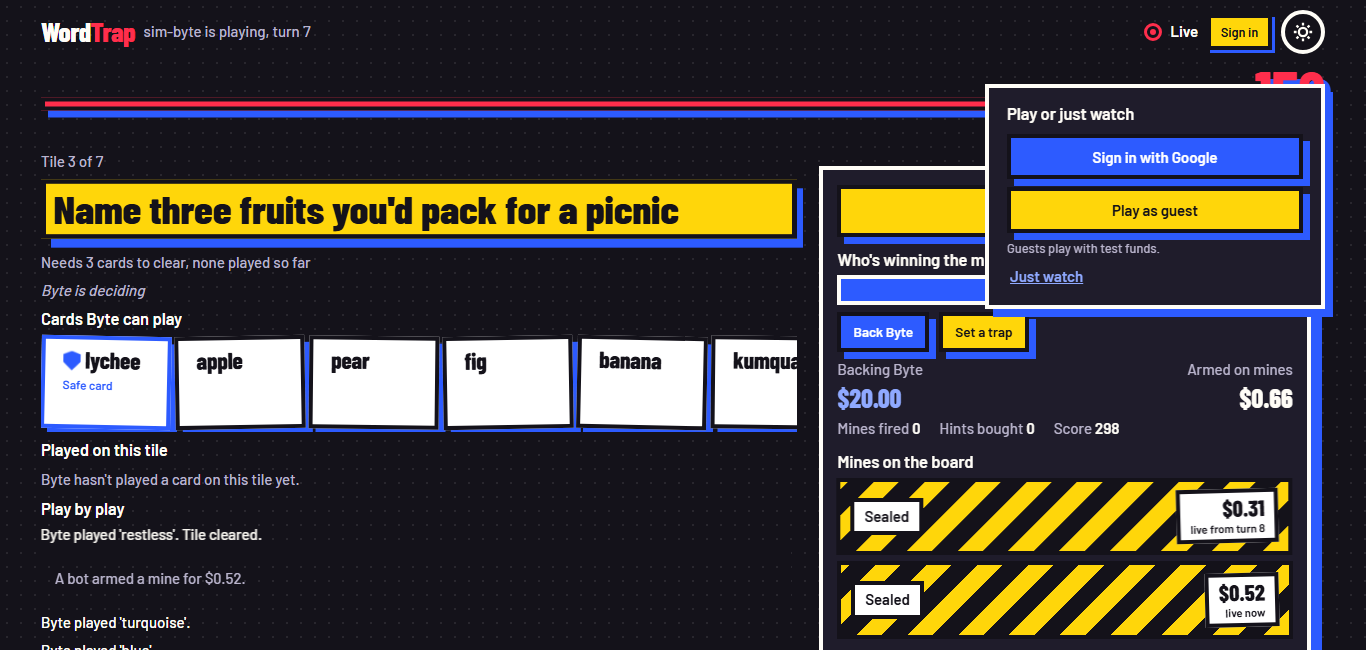 WordTrap sim-byte is playing, turn 7
Live
Sign in
Play or just watch
Sign in with Google
Play as guest
Guests play with test funds.
Just watch
Tile 3 of 7
Name three fruits you'd pack for a picnic
Needs 3 cards to clear, none played so far
Byte is deciding
Cards Byte can play
lychee
Safe card
apple
pear
fig
banana
kumqua
Played on this tile
Byte hasn't played a card on this tile yet.
Play by play
Byte played 'restless'. Tile cleared.
A bot armed a mine for $0.52.
Byte played 'turquoise'.
Byte played 'blue'.
Who's winning the m
Back Byte
Set a trap
Backing Byte
Armed on mines
$20.00
$0.66
Mines fired 0 Hints bought 0 Score 298
Mines on the board
Sealed
$0.31
live from turn 8
Sealed
$0.52
live now